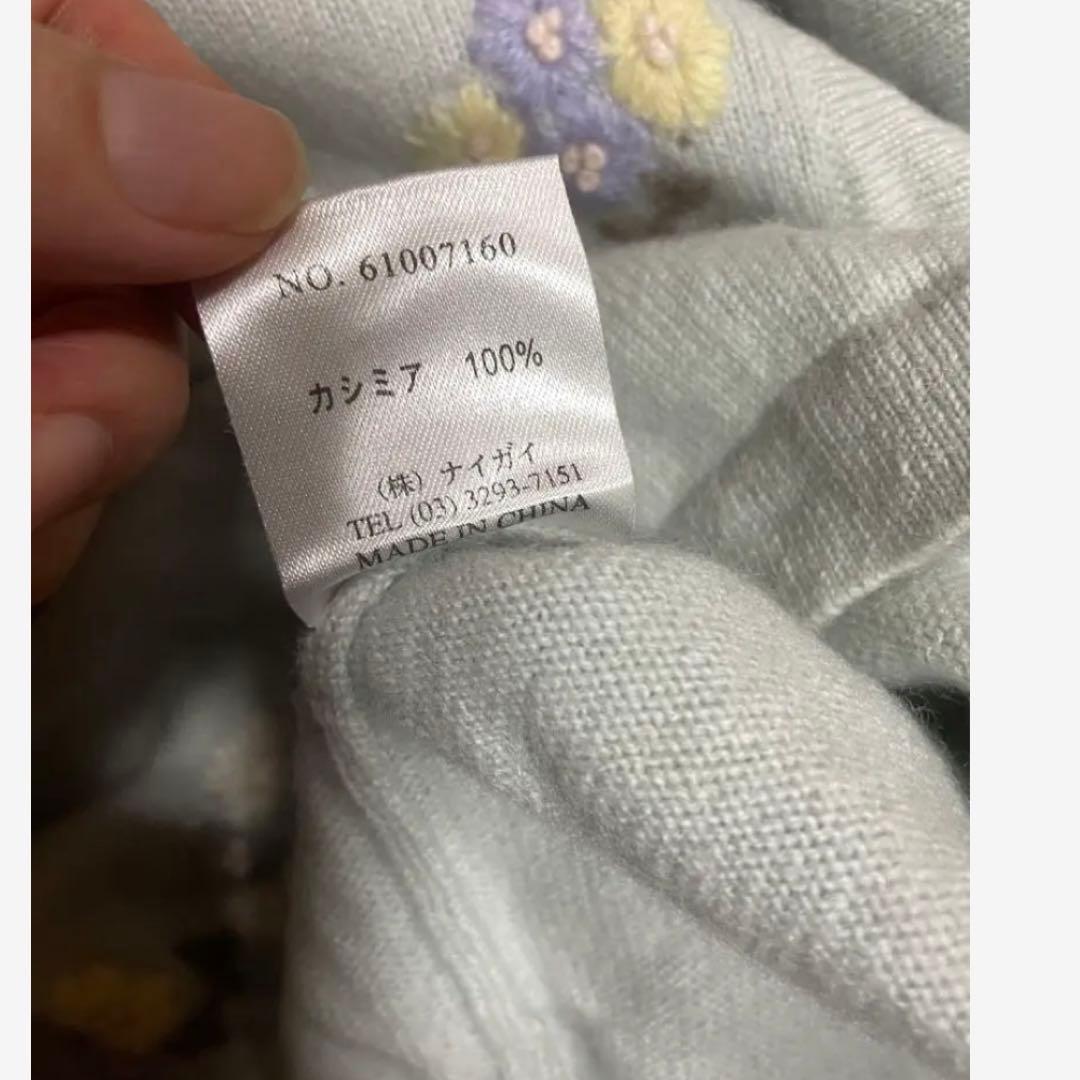 NO. 61007160
カシミア 100%
(株) ナイガイ
TEL (03) 3293-7151
MADE IN CHINA